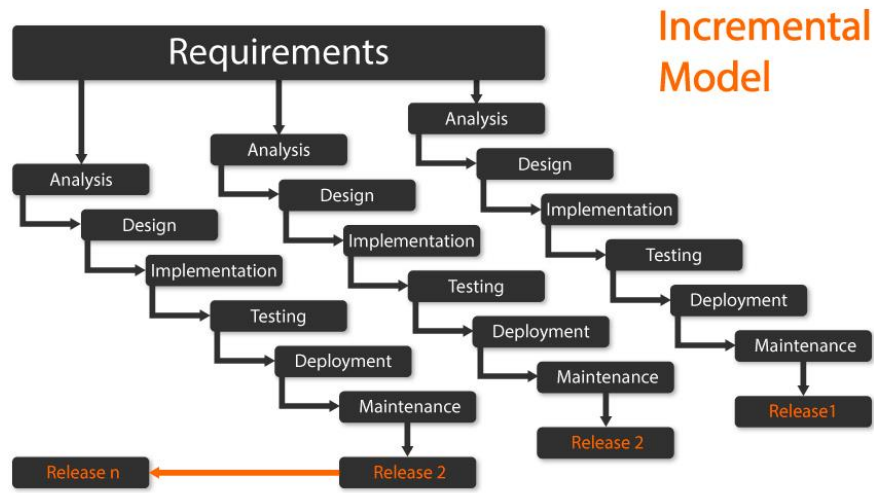 Incremental
Model
Requirements
Analysis
Design
Implementation
Testing
Deployment
Maintenance
Release 2
Release n
Analysis
Design
Implementation
Testing
Deployment
Maintenance
Release 2
Analysis
Design
Implementation
Testing
Deployment
Maintenance
Release1